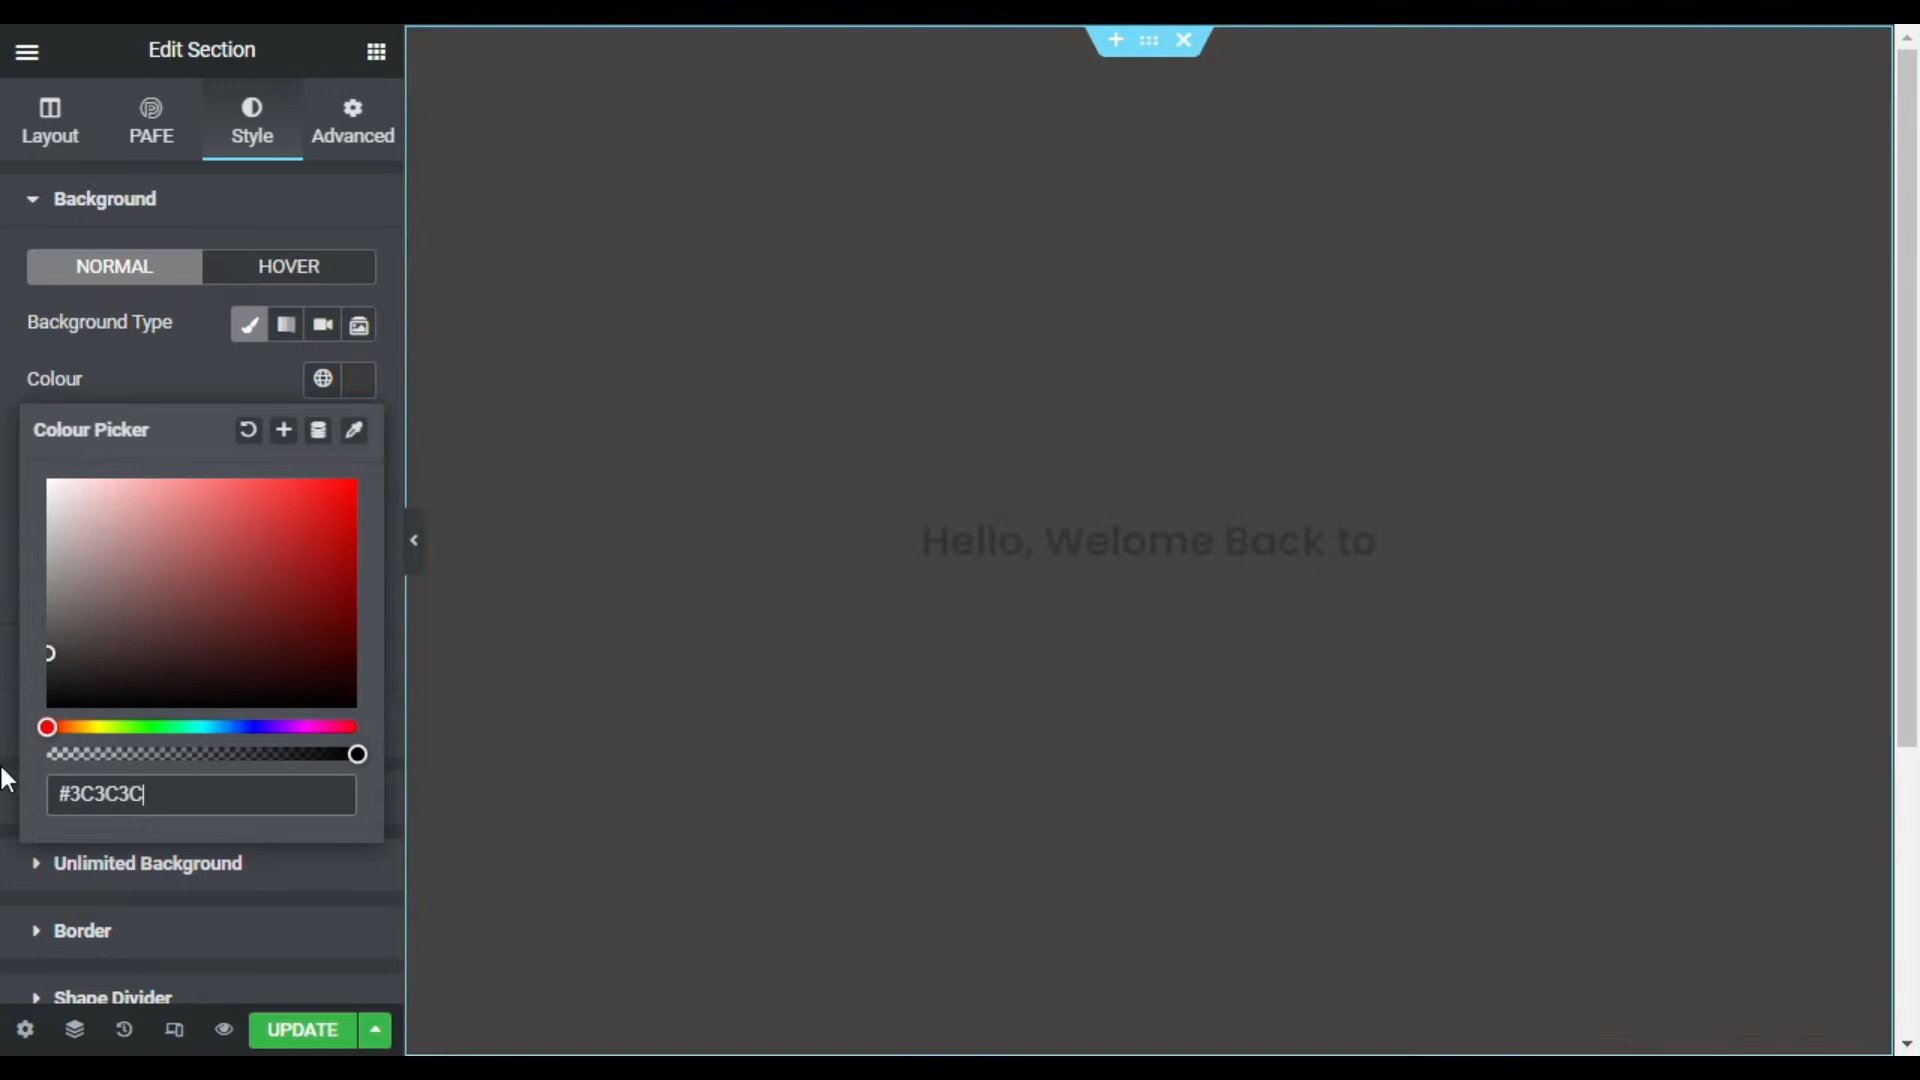 Edit Section
Layout
PAFE
Style
Advanced
Background
NORMAL
HOVER
Background Type
Colour
Colour Picker
#3C3C3C
Unlimited Background
Border
Shape Divider
UPDATE
Hello, Welome Back to